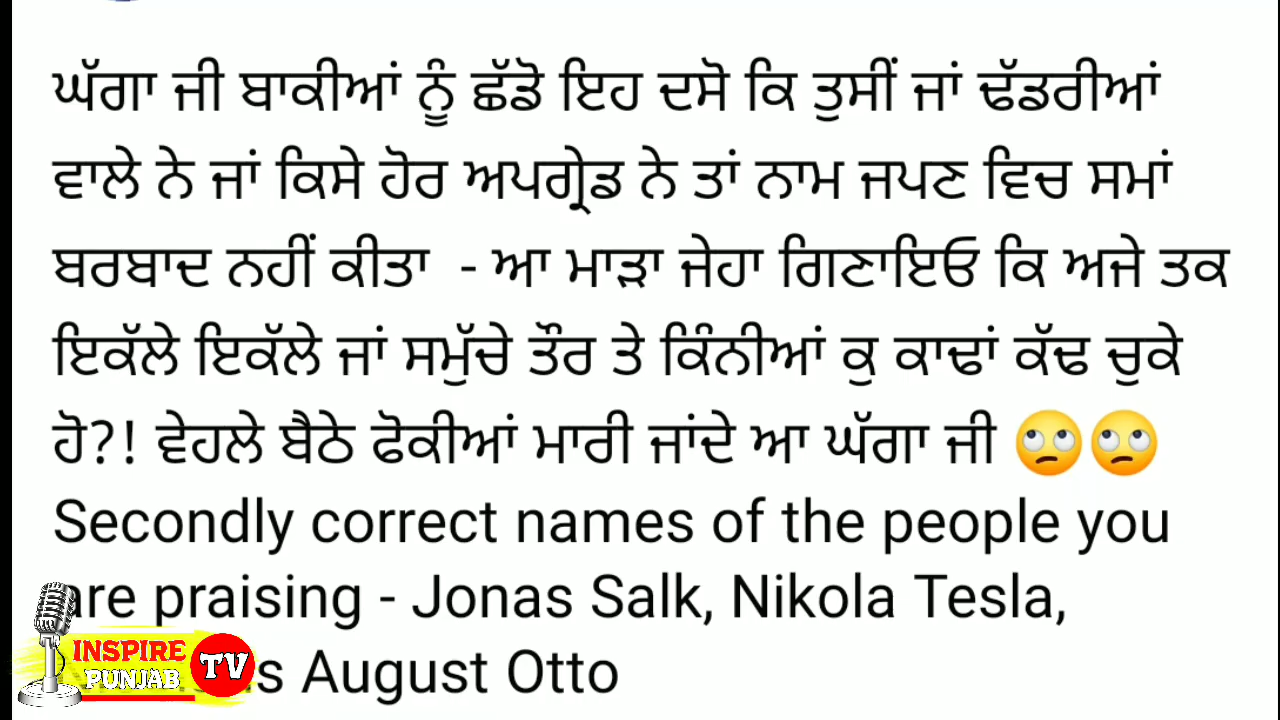 ਘੱਗਾ ਜੀ ਬਾਕੀਆਂ ਨੂੰ ਛੱਡੋ ਇਹ ਦਸੋ ਕਿ ਤੁਸੀਂ ਜਾਂ ਢੱਡਰੀਆਂ
ਵਾਲੇ ਨੇ ਜਾਂ ਕਿਸੇ ਹੋਰ ਅਪਗ੍ਰੇਡ ਨੇ ਤਾਂ ਨਾਮ ਜਪਣ ਵਿਚ ਸਮਾਂ
ਬਰਬਾਦ ਨਹੀਂ ਕੀਤਾ - ਆ ਮਾੜਾ ਜੇਹਾ ਗਿਣਾਇਓ ਕਿ ਅਜੇ ਤਕ
ਇਕੱਲੇ ਇਕੱਲੇ ਜਾਂ ਸਮੁੱਚੇ ਤੌਰ ਤੇ ਕਿੰਨੀਆਂ ਕੁ ਕਾਢਾਂ ਕੱਢ ਚੁਕੇ
ਹੋ?! ਵੇਹਲੇ ਬੈਠੇ ਫੋਕੀਆਂ ਮਾਰੀ ਜਾਂਦੇ ਆ ਘੱਗਾ ਜੀ 🙄🙄
Secondly correct names of the people you
are praising - Jonas Salk, Nikola Tesla,
August Otto
INSPIRE
PUNJAB
TV